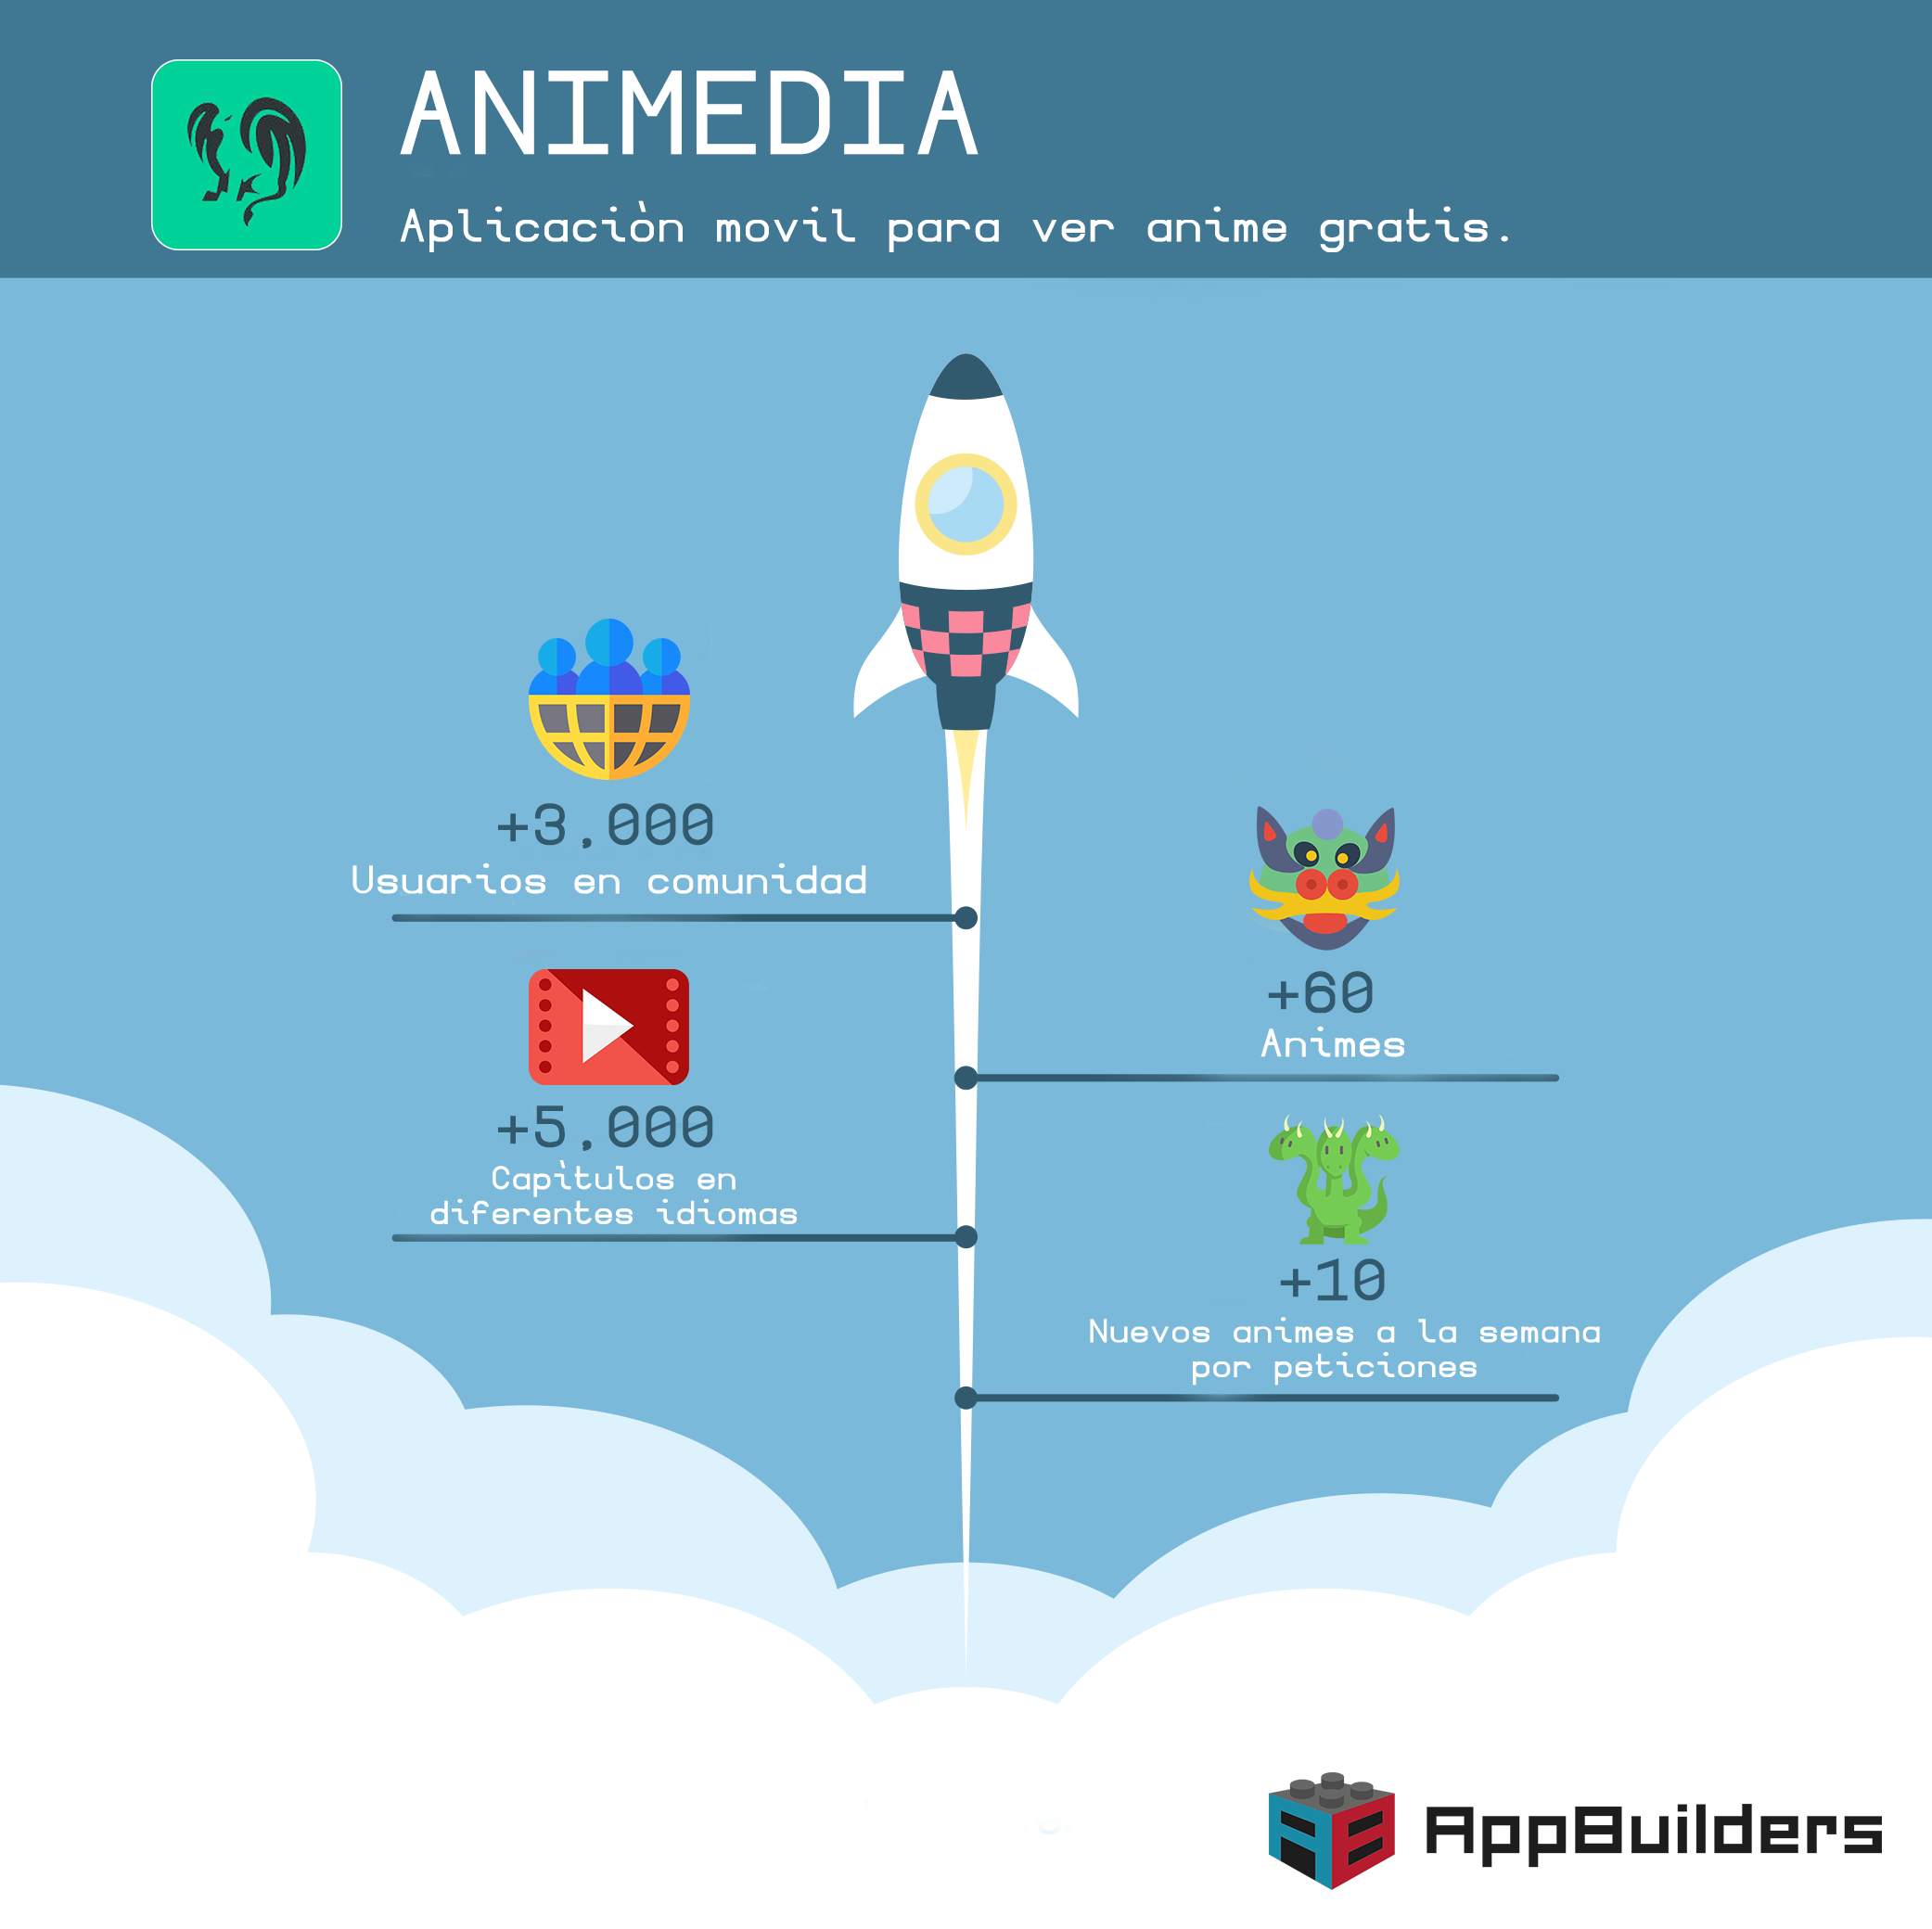 ANIMEDIA
Aplicaciòn movil para ver anime gratis.
+3,000
Usuarios en comunidad
+60
Animes
+5,000
Capìtulos en
diferentes idiomas
+10
Nuevos animes a la semana
por peticiones
AB
AppBuilders